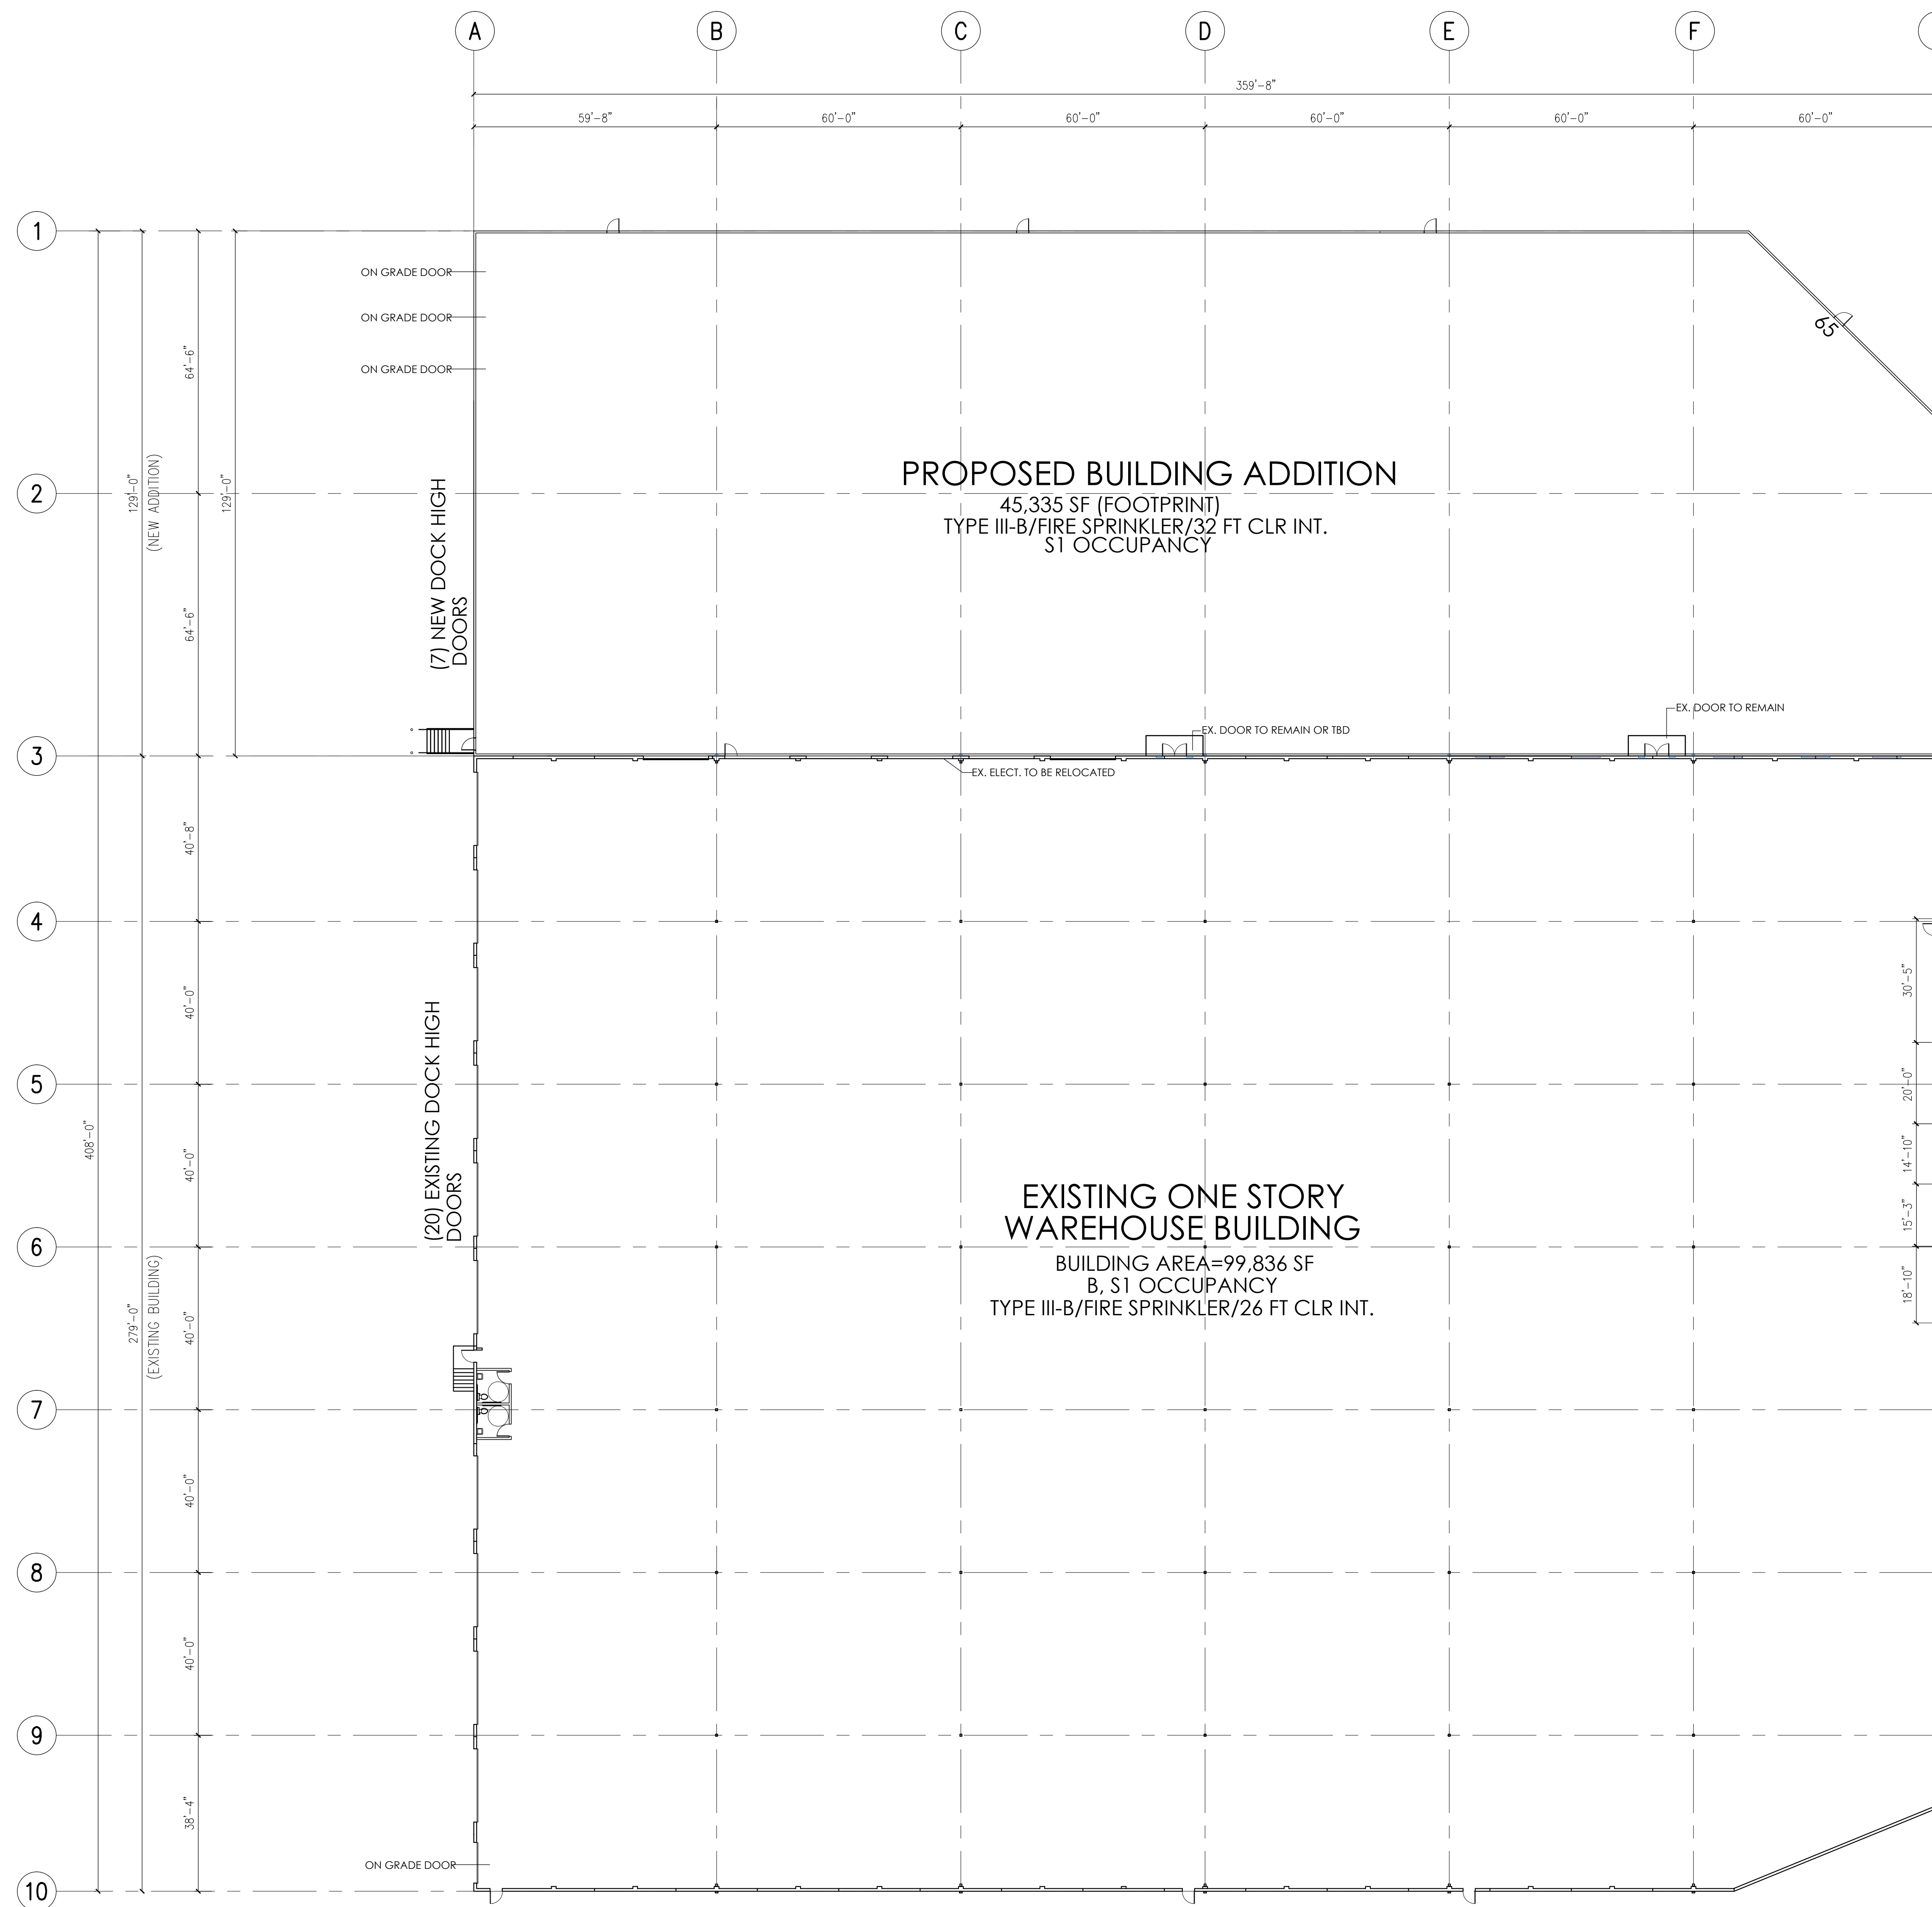 A
B
C
D
E
F
359'-8"
59'-8"
60'-0"
60'-0"
60'-0"
60'-0"
60'-0"
1
2
3
4
5
6
7
8
9
10
ON GRADE DOOR
ON GRADE DOOR
ON GRADE DOOR
65
64'-6"
129'-0"
(NEW ADDITION)
129'-0"
64'-6"
(7) NEW DOCK HIGH
DOORS
PROPOSED BUILDING ADDITION
45,335 SF (FOOTPRINT)
TYPE III-B/FIRE SPRINKLER/32 FT CLR INT.
S1 OCCUPANCY
EX. DOOR TO REMAIN OR TBD
EX. DOOR TO REMAIN
EX. ELECT. TO BE RELOCATED
40'-8"
40'-0"
40'-0"
40'-0"
40'-0"
40'-0"
38'-4"
408'-0"
279'-0"
(EXISTING BUILDING)
(20) EXISTING DOCK HIGH
DOORS
EXISTING ONE STORY
WAREHOUSE BUILDING
BUILDING AREA=99,836 SF
B, S1 OCCUPANCY
TYPE III-B/FIRE SPRINKLER/26 FT CLR INT.
30'-5"
20'-0"
14'-10"
15'-3"
18'-10"
ON GRADE DOOR